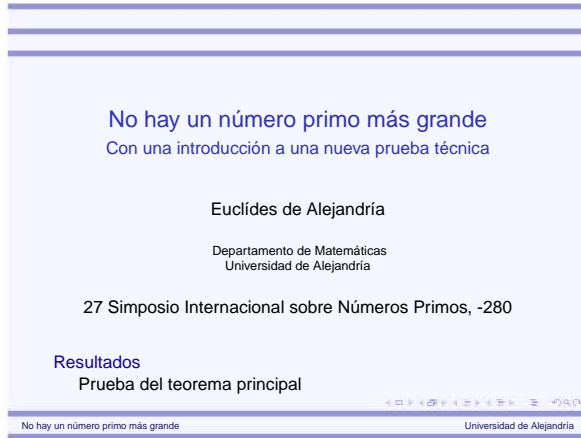 No hay un número primo más grande
Con una introducción a una nueva prueba técnica
Euclídes de Alejandría
Departamento de Matemáticas
Universidad de Alejandría
27 Simposio Internacional sobre Números Primos, -280
Resultados
Prueba del teorema principal
No hay un número primo más grande Universidad de Alejandría